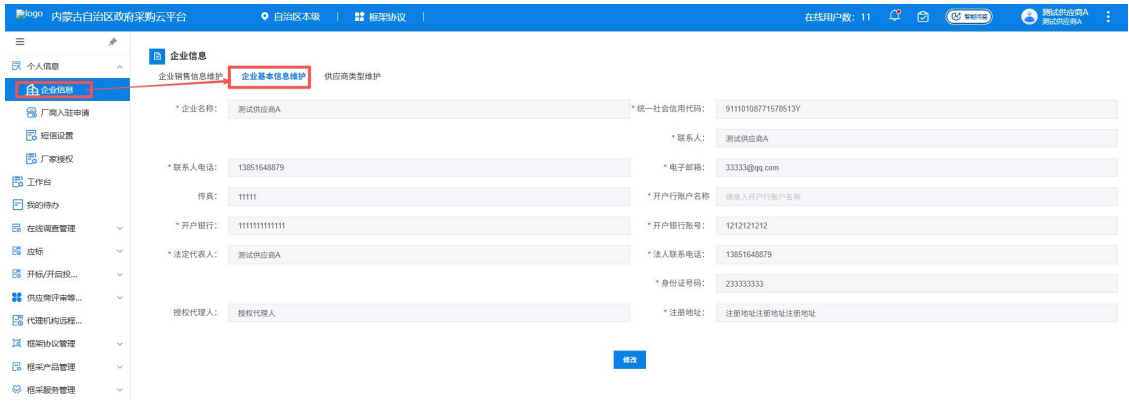 logo 内蒙古自治区政府采购云平台 自治区本级 | 框架协议 | 在线用户数：11 智能问答 测试供应商A
测试供应商A
个人信息
企业信息
厂商入驻申请
短信设置
厂家授权
工作台
我的待办
在线调查管理
应标
开标/开启投...
供应商评审等...
代理机构远程...
框架协议管理
框采产品管理
框采服务管理
企业信息
企业销售信息维护 企业基本信息维护 供应商类型维护
* 企业名称： 测试供应商A * 统一社会信用代码： 91110108771578513Y
* 联系人： 测试供应商A
* 联系人电话： 13851648879 * 电子邮箱： 33333@qq.com
传真： 11111 * 开户行账户名称 请录入开户行账户名称
* 开户银行： 1111111111111 * 开户银行账号： 1212121212
* 法定代表人： 测试供应商A * 法人联系电话： 13851648879
* 身份证号码： 233333333
授权代理人： 授权代理人 * 注册地址： 注册地址注册地址注册地址
修改